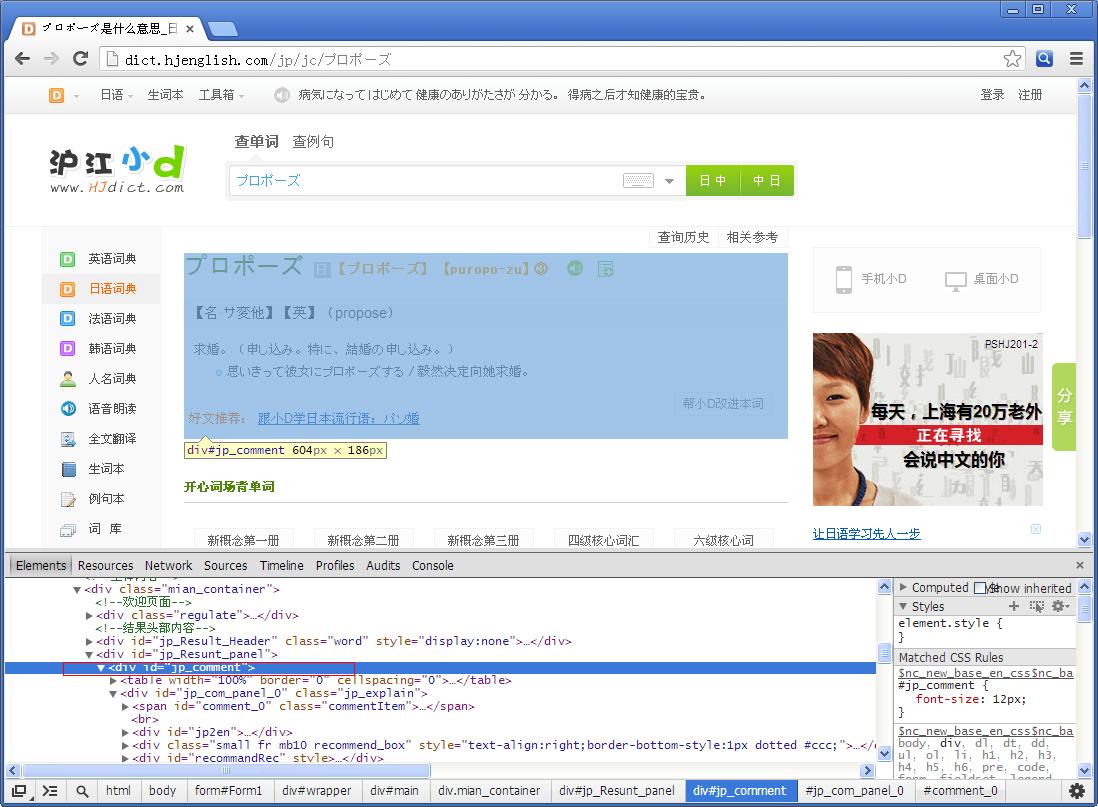 プロポーズ是什么意思_日
dict.hjenglish.com/jp/jc/プロポーズ
日语 生词本 工具箱 病気になってはじめて健康のありがたさが分かる。 得病之后才知健康的宝贵。 登录 注册
查单词 查例句
沪江小d
www.HJdict.com
プロポーズ 日中 中日
查询历史 相关参考
英语词典
日语词典
法语词典
韩语词典
人名词典
语音朗读
全文翻译
生词本
例句本
词 库
プロポーズ 【プロポーズ】 【puropo-zu】③
【名·サ変他】【英】（propose）
求婚。（申し込み。特に、結婚の申し込み。）
思いきって彼女にプロポーズする / 毅然决定向她求婚。
帮小D改进本词
好文推荐： 跟小D学日本流行语：パソ婚
div#jp_comment 604px × 186px
开心词场背单词
新概念第一册 新概念第二册 新概念第三册 四级核心词汇 六级核心词
手机小D 桌面小D
PSHJ201-2
每天，上海有20万老外
正在寻找
会说中文的你
让日语学习先人一步
分享
Elements Resources Network Sources Timeline Profiles Audits Console
<div class="mian_container">
<!--欢迎页面-->
<div class="regulate">…</div>
<!--结果头部内容-->
<div id="jp_Result_Header" class="word" style="display:none">…</div>
<div id="jp_Resunt_panel">
<div id="jp_comment">
<table width="100%" border="0" cellspacing="0">…</table>
<div id="jp_com_panel_0" class="jp_explain">
<span id="comment_0" class="commentItem">…</span>
<br>
<div id="jp2en">…</div>
<div class="small fr mb10 recommend_box" style="text-align:right;border-bottom-style:1px dotted #ccc;">…</div>
<div id="recommandRec" style>…</div>
Computed Show inherited
Styles
element.style {
}
Matched CSS Rules
$nc_new_base_en_css$nc_ba
#jp_comment {
font-size: 12px;
}
$nc_new_base_en_css$nc_ba
body, div, dl, dt, dd,
ul, ol, li, h1, h2, h3,
h4, h5, h6, pre, code,
form, fieldset, legend,
html body form#Form1 div#wrapper div#main div.mian_container div#jp_Resunt_panel div#jp_comment #jp_com_panel_0 #comment_0